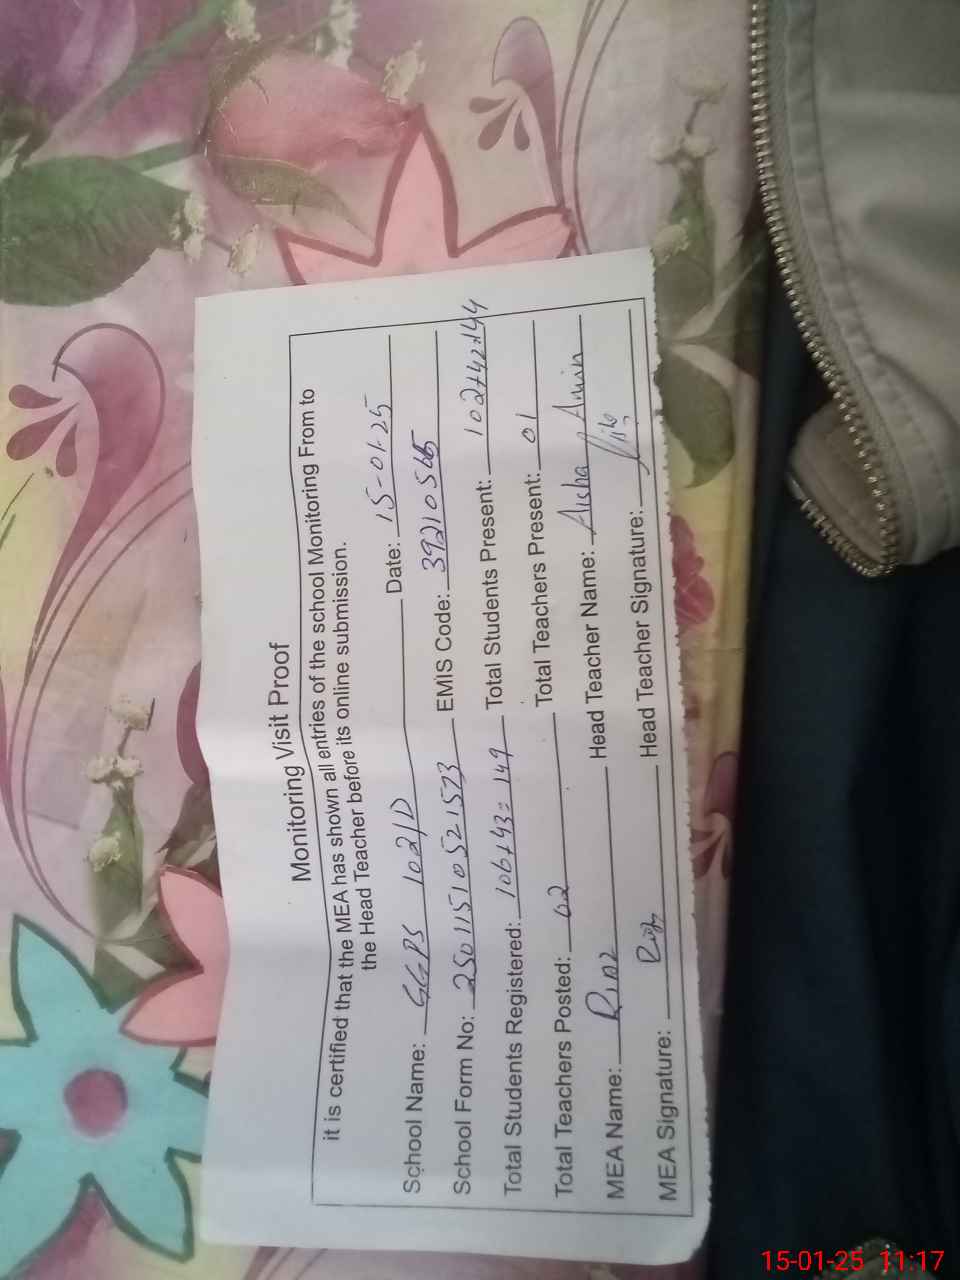 Monitoring Visit Proof
it is certified that the MEA has shown all entries of the school Monitoring From to
the Head Teacher before its online submission.
School Name: GGPS 102/D Date: 15-01-25
School Form No: 25011510521573 EMIS Code: 39210565
Total Students Registered: 106+43= 149 Total Students Present: 102+42=144
Total Teachers Posted: 02 Total Teachers Present: 01
MEA Name: Head Teacher Name: Aisha Amin
MEA Signature: Head Teacher Signature:
15-01-25 11:17